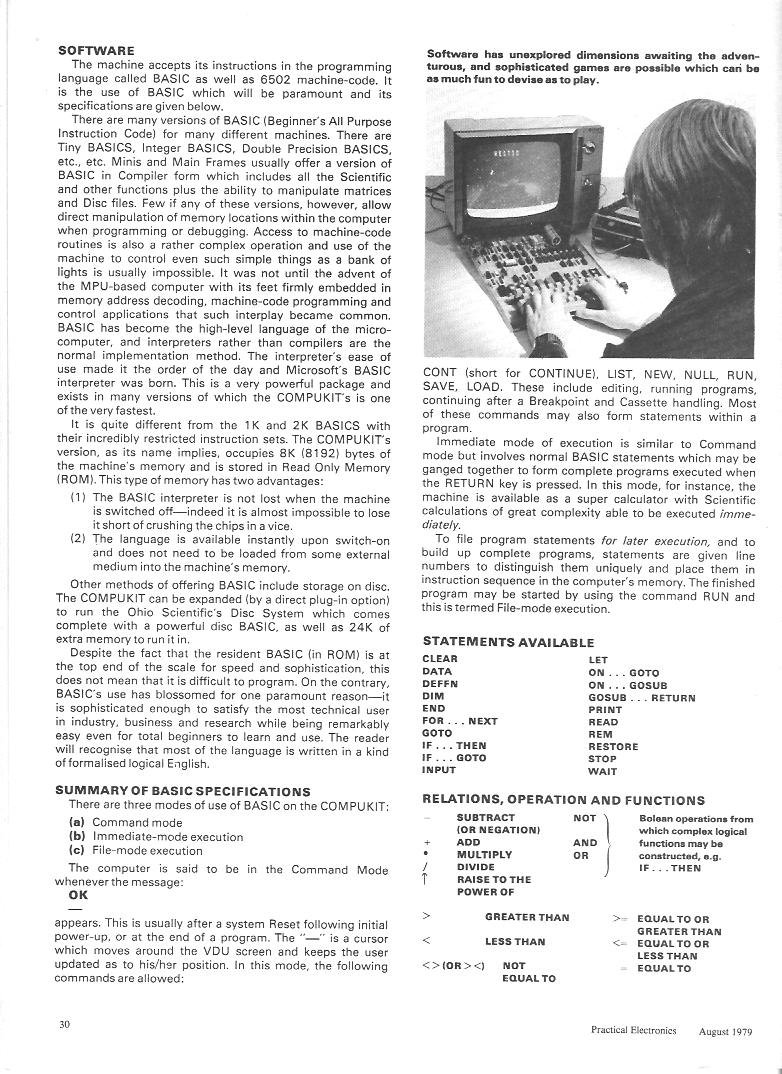 SOFTWARE
The machine accepts its instructions in the programming
language called BASIC as well as 6502 machine-code. It
is the use of BASIC which will be paramount and its
specifications are given below.
There are many versions of BASIC (Beginner's All Purpose
Instruction Code) for many different machines. There are
Tiny BASICS, Integer BASICS, Double Precision BASICS,
etc., etc. Minis and Main Frames usually offer a version of
BASIC in Compiler form which includes all the Scientific
and other functions plus the ability to manipulate matrices
and Disc files. Few if any of these versions, however, allow
direct manipulation of memory locations within the computer
when programming or debugging. Access to machine-code
routines is also a rather complex operation and use of the
machine to control even such simple things as a bank of
lights is usually impossible. It was not until the advent of
the MPU-based computer with its feet firmly embedded in
memory address decoding, machine-code programming and
control applications that such interplay became common.
BASIC has become the high-level language of the micro-
computer, and interpreters rather than compilers are the
normal implementation method. The interpreter's ease of
use made it the order of the day and Microsoft's BASIC
interpreter was born. This is a very powerful package and
exists in many versions of which the COMPUKIT's is one
of the very fastest.
It is quite different from the 1K and 2K BASICS with
their incredibly restricted instruction sets. The COMPUKIT's
version, as its name implies, occupies 8K (8192) bytes of
the machine's memory and is stored in Read Only Memory
(ROM). This type of memory has two advantages:
(1) The BASIC interpreter is not lost when the machine
is switched off—indeed it is almost impossible to lose
it short of crushing the chips in a vice.
(2) The language is available instantly upon switch-on
and does not need to be loaded from some external
medium into the machine's memory.
Other methods of offering BASIC include storage on disc.
The COMPUKIT can be expanded (by a direct plug-in option)
to run the Ohio Scientific's Disc System which comes
complete with a powerful disc BASIC, as well as 24K of
extra memory to run it in.
Despite the fact that the resident BASIC (in ROM) is at
the top end of the scale for speed and sophistication, this
does not mean that it is difficult to program. On the contrary,
BASIC's use has blossomed for one paramount reason—it
is sophisticated enough to satisfy the most technical user
in industry, business and research while being remarkably
easy even for total beginners to learn and use. The reader
will recognise that most of the language is written in a kind
of formalised logical English.
SUMMARY OF BASIC SPECIFICATIONS
There are three modes of use of BASIC on the COMPUKIT:
(a) Command mode
(b) Immediate-mode execution
(c) File-mode execution
The computer is said to be in the Command Mode
whenever the message:
OK
—
appears. This is usually after a system Reset following initial
power-up, or at the end of a program. The "—" is a cursor
which moves around the VDU screen and keeps the user
updated as to his/her position. In this mode, the following
commands are allowed:
Software has unexplored dimensions awaiting the adven-
turous, and sophisticated games are possible which can be
as much fun to devise as to play.
CONT (short for CONTINUE), LIST, NEW, NULL, RUN,
SAVE, LOAD. These include editing, running programs,
continuing after a Breakpoint and Cassette handling. Most
of these commands may also form statements within a
program.
Immediate mode of execution is similar to Command
mode but involves normal BASIC statements which may be
ganged together to form complete programs executed when
the RETURN key is pressed. In this mode, for instance, the
machine is available as a super calculator with Scientific
calculations of great complexity able to be executed imme-
diately.
To file program statements for later execution, and to
build up complete programs, statements are given line
numbers to distinguish them uniquely and place them in
instruction sequence in the computer's memory. The finished
program may be started by using the command RUN and
this is termed File-mode execution.
STATEMENTS AVAILABLE
CLEAR
DATA
DEFFN
DIM
END
FOR . . . NEXT
GOTO
IF . . . THEN
IF . . . GOTO
INPUT
LET
ON . . . GOTO
ON . . . GOSUB
GOSUB . . . RETURN
PRINT
READ
REM
RESTORE
STOP
WAIT
RELATIONS, OPERATION AND FUNCTIONS
− SUBTRACT
(OR NEGATION)
+ ADD
• MULTIPLY
/ DIVIDE
↑ RAISE TO THE
POWER OF
NOT
AND
OR
Bolean operations from
which complex logical
functions may be
constructed, e.g.
IF . . . THEN
> GREATER THAN
< LESS THAN
<> (OR ><) NOT
EQUAL TO
>= EQUAL TO OR
GREATER THAN
<= EQUAL TO OR
LESS THAN
= EQUAL TO
30
Practical Electronics August 1979